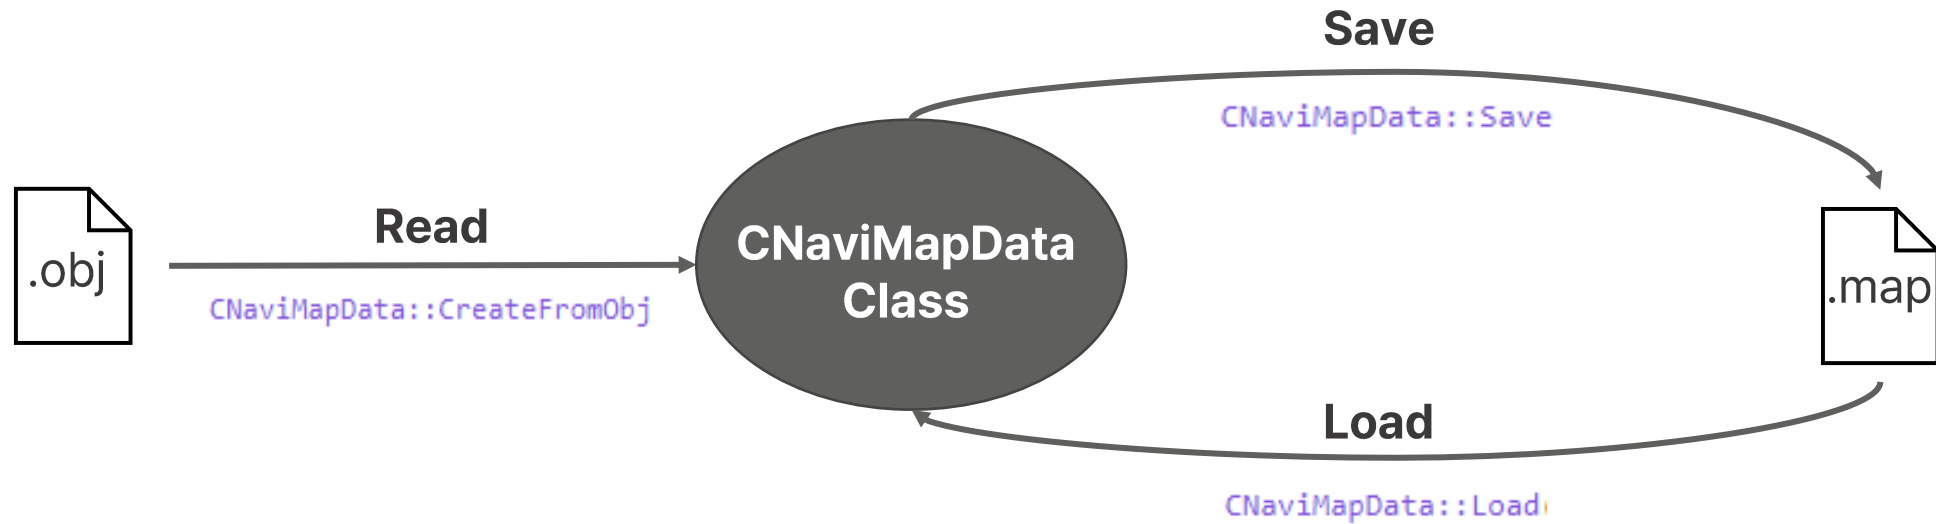 Save
CNaviMapData::Save
.obj
Read
CNaviMapData::CreateFromObj
CNaviMapData
Class
.map
Load
CNaviMapData::Load(